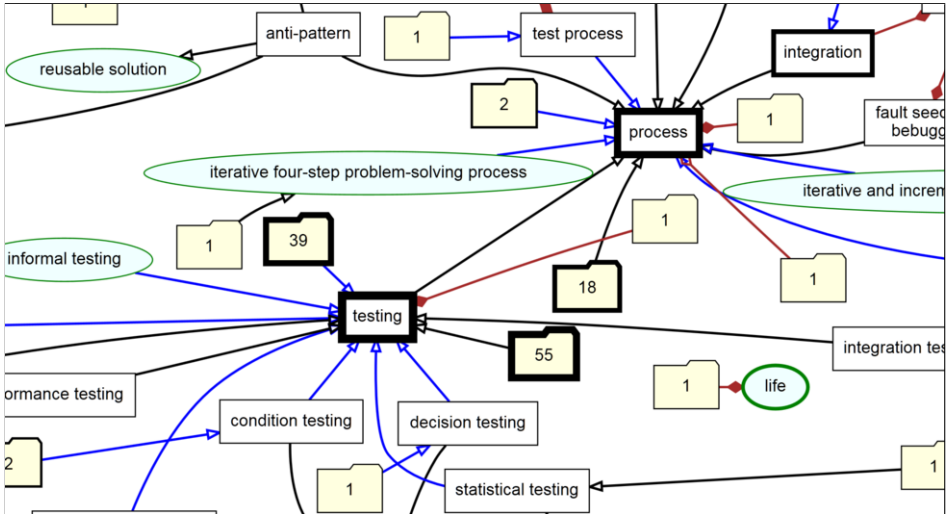 1
anti-pattern
1
test process
integration
reusable solution
2
process
1
fault seed
bebugg
iterative four-step problem-solving process
iterative and increm
1
39
1
informal testing
18
1
testing
55
integration tes
ormance testing
1
life
condition testing
decision testing
2
1
statistical testing
1